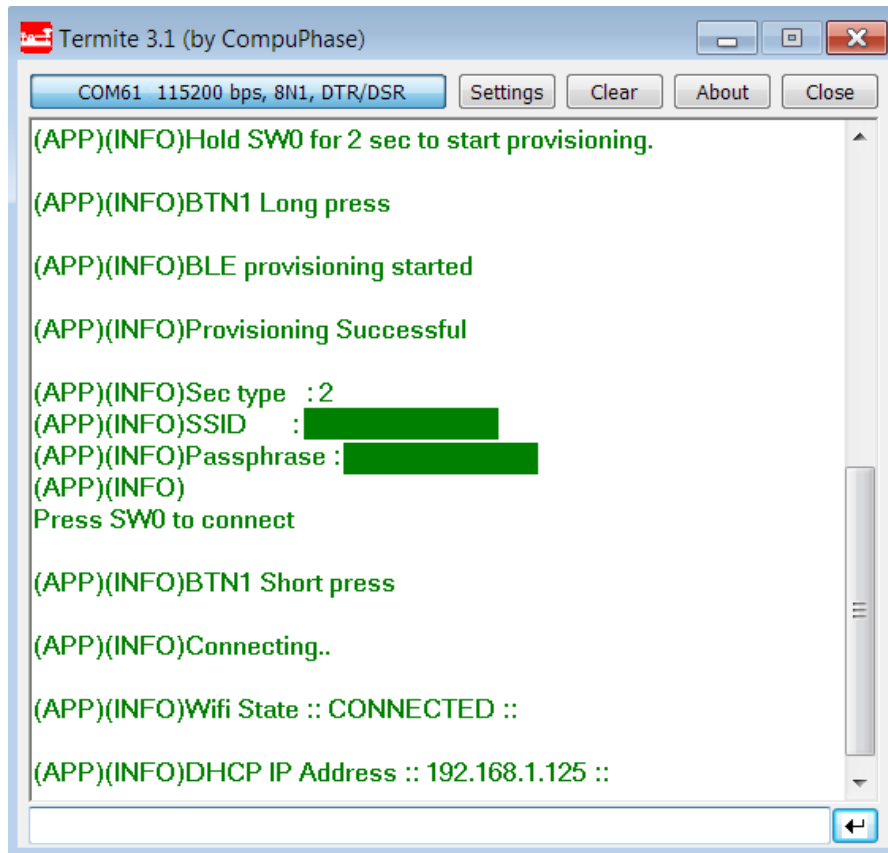 Termite 3.1 (by CompuPhase)
COM61 115200 bps, 8N1, DTR/DSR Settings Clear About Close
(APP)(INFO)Hold SW0 for 2 sec to start provisioning.
(APP)(INFO)BTN1 Long press
(APP)(INFO)BLE provisioning started
(APP)(INFO)Provisioning Successful
(APP)(INFO)Sec type : 2
(APP)(INFO)SSID :
(APP)(INFO)Passphrase :
(APP)(INFO)
Press SW0 to connect
(APP)(INFO)BTN1 Short press
(APP)(INFO)Connecting..
(APP)(INFO)Wifi State :: CONNECTED ::
(APP)(INFO)DHCP IP Address :: 192.168.1.125 ::